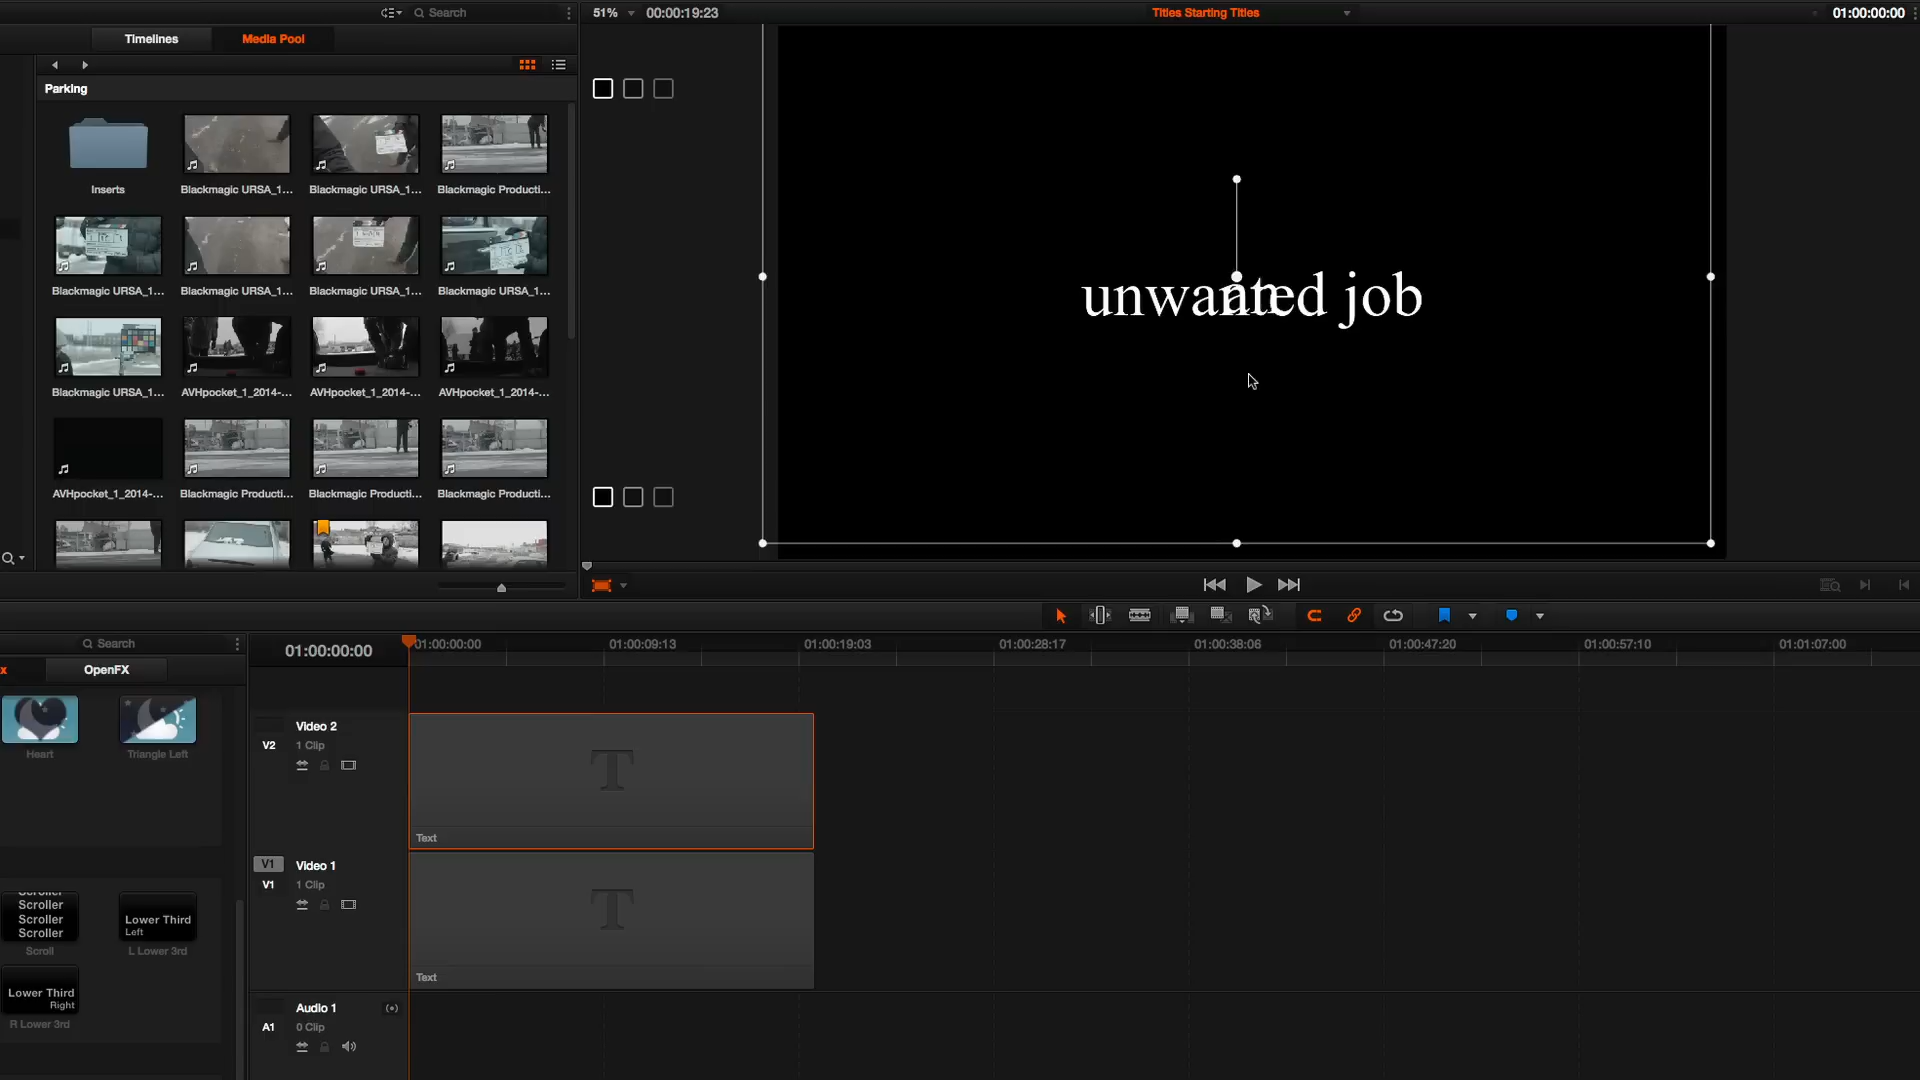 Search
51%
00:00:19:23
Titles Starting Titles
01:00:00:00
Timelines
Media Pool
Parking
Inserts
Blackmagic URSA_1...
Blackmagic URSA_1...
Blackmagic Producti...
Blackmagic URSA_1...
Blackmagic URSA_1...
Blackmagic URSA_1...
Blackmagic URSA_1...
Blackmagic URSA_1...
AVHpocket_1_2014-...
AVHpocket_1_2014-...
AVHpocket_1_2014-...
AVHpocket_1_2014-...
Blackmagic Producti...
Blackmagic Producti...
Blackmagic Producti...
unwanted job
an
Search
OpenFX
Heart
Triangle Left
Scroller
Scroller
Scroller
Scroller
Scroll
Lower Third
Left
L Lower 3rd
Lower Third
Right
R Lower 3rd
01:00:00:00
01:00:00:00
01:00:09:13
01:00:19:03
01:00:28:17
01:00:38:06
01:00:47:20
01:00:57:10
01:01:07:00
V2
Video 2
1 Clip
Text
V1
Video 1
V1
1 Clip
Text
Audio 1
A1
0 Clip